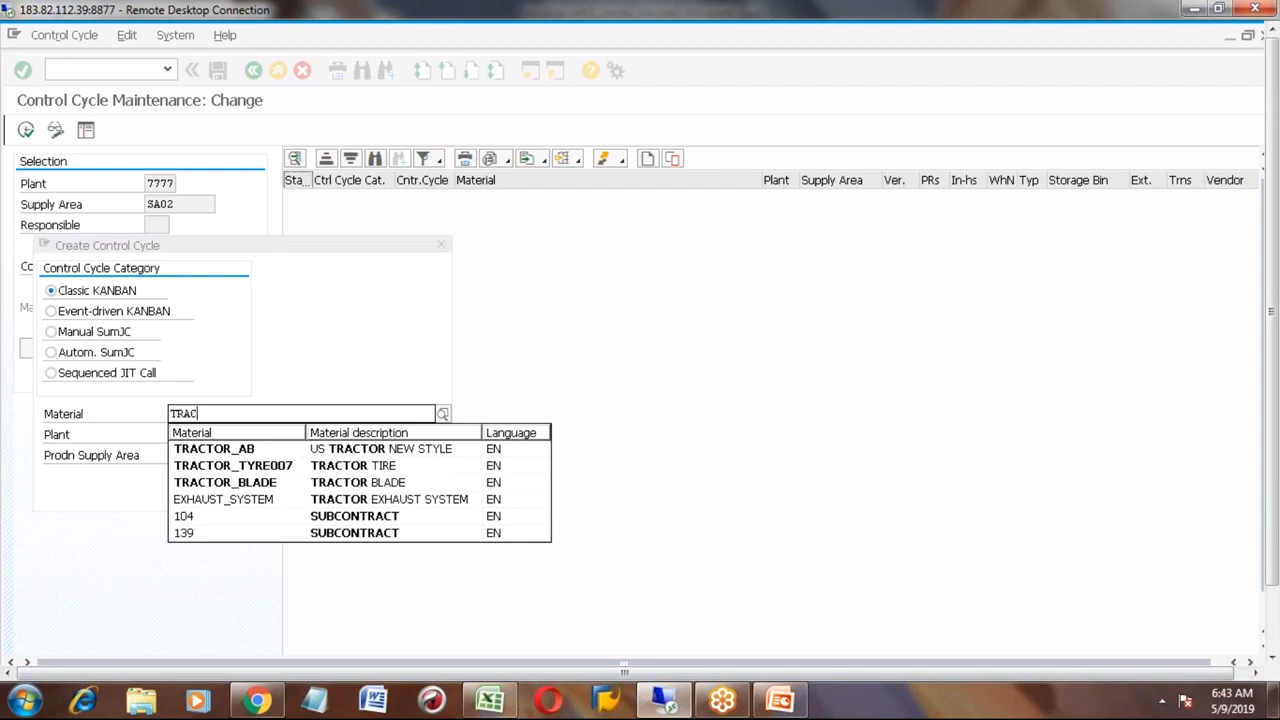 183.82.112.39:8877 - Remote Desktop Connection
Control Cycle Edit System Help
Control Cycle Maintenance: Change
Selection
Plant 7777
Supply Area SA02
Responsible
Sta... Ctrl Cycle Cat. Cntr.Cycle Material Plant Supply Area Ver. PRs In-hs WhN Typ Storage Bin Ext. Trns Vendor
Create Control Cycle
Cc
Ma
Control Cycle Category
Classic KANBAN
Event-driven KANBAN
Manual SumJC
Autom. SumJC
Sequenced JIT Call
Material TRAC
Plant
Prodn Supply Area
Material Material description Language
TRACTOR_AB US TRACTOR NEW STYLE EN
TRACTOR_TYRE007 TRACTOR TIRE EN
TRACTOR_BLADE TRACTOR BLADE EN
EXHAUST_SYSTEM TRACTOR EXHAUST SYSTEM EN
104 SUBCONTRACT EN
139 SUBCONTRACT EN
6:43 AM
5/9/2019